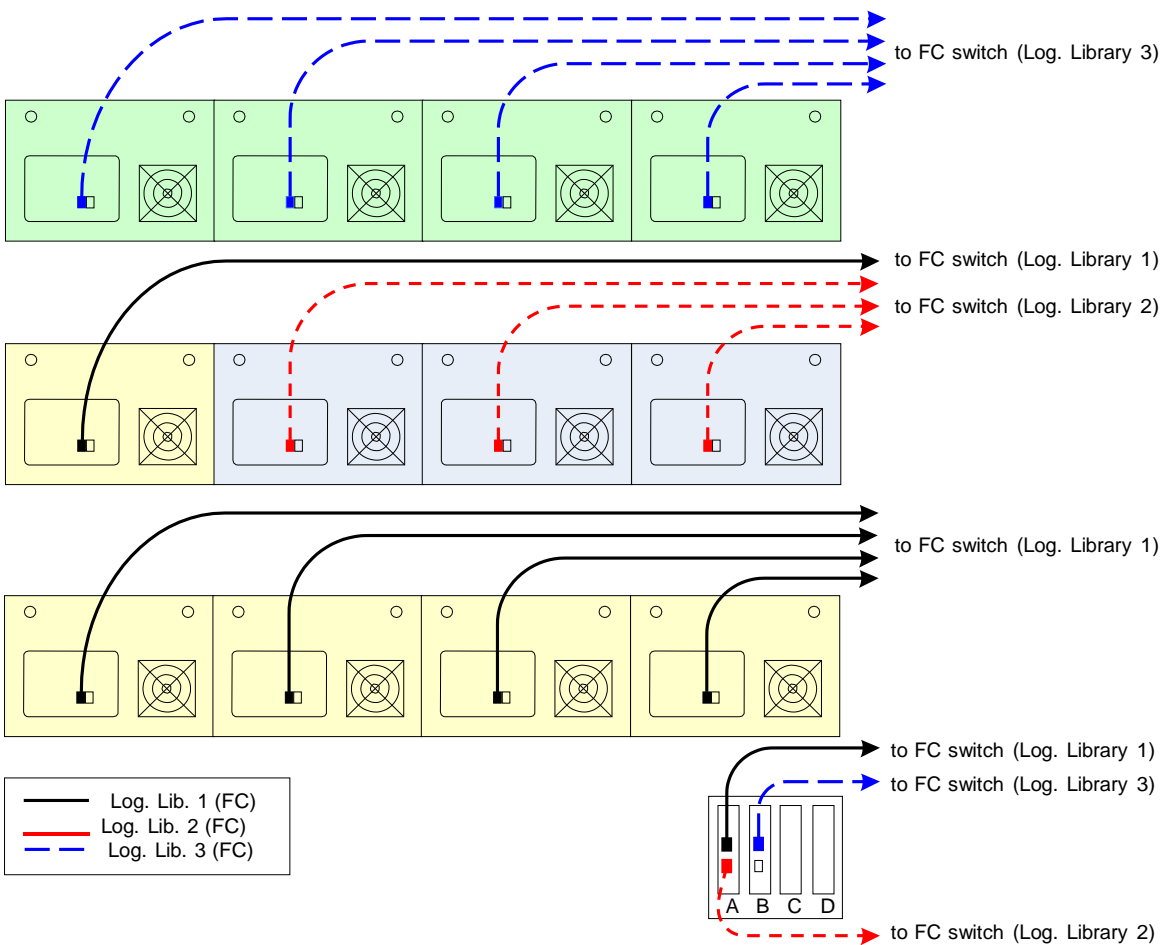 to FC switch (Log. Library 3)
to FC switch (Log. Library 1)
to FC switch (Log. Library 2)
to FC switch (Log. Library 1)
to FC switch (Log. Library 1)
to FC switch (Log. Library 3)
Log. Lib. 1 (FC)
Log. Lib. 2 (FC)
Log. Lib. 3 (FC)
A B C D
to FC switch (Log. Library 2)